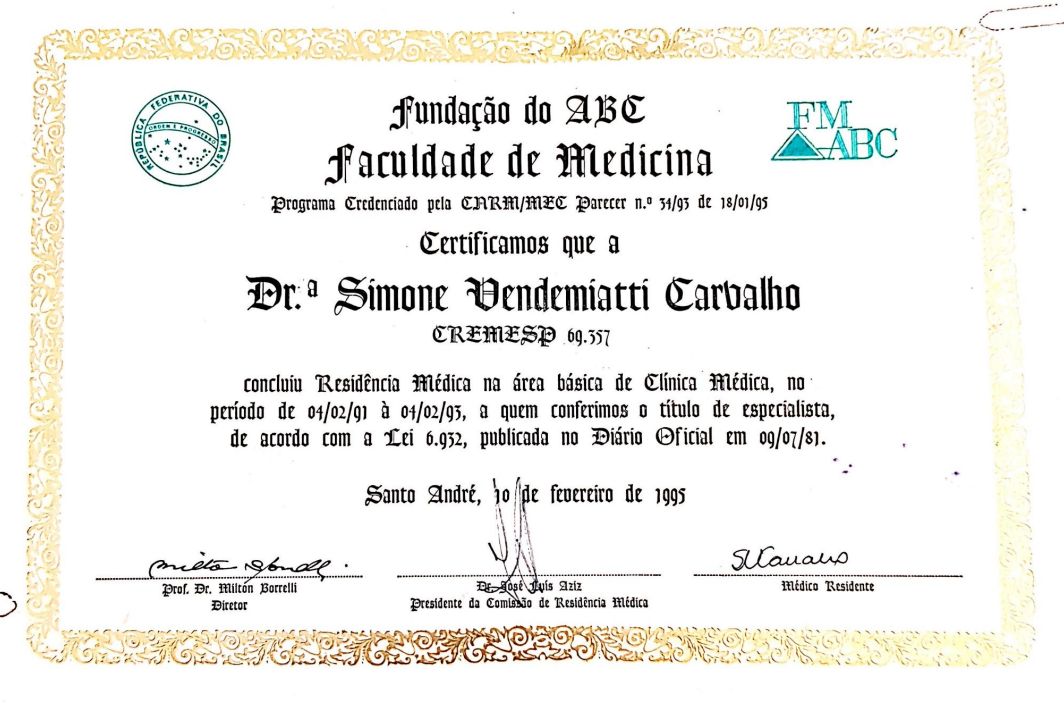 REPÚBLICA FEDERATIVA DO BRASIL
ORDEM E PROGRESSO
Fundação do ABC
FM
ABC
Faculdade de Medicina
Programa Credenciado pela CNRM/MEC Parecer n.º 34/93 de 18/01/95
Certificamos que a
Dr.ª Simone Vendemiatti Carvalho
CREMESP 69.357
concluiu Residência Médica na área básica de Clínica Médica, no
período de 04/02/91 à 04/02/93, a quem conferimos o título de especialista,
de acordo com a Lei 6.932, publicada no Diário Oficial em 09/07/81.
Santo André, 10 de fevereiro de 1995
Prof. Dr. Milton Borrelli
Diretor
Dr. José Luís Aziz
Presidente da Comissão de Residência Médica
Médico Residente